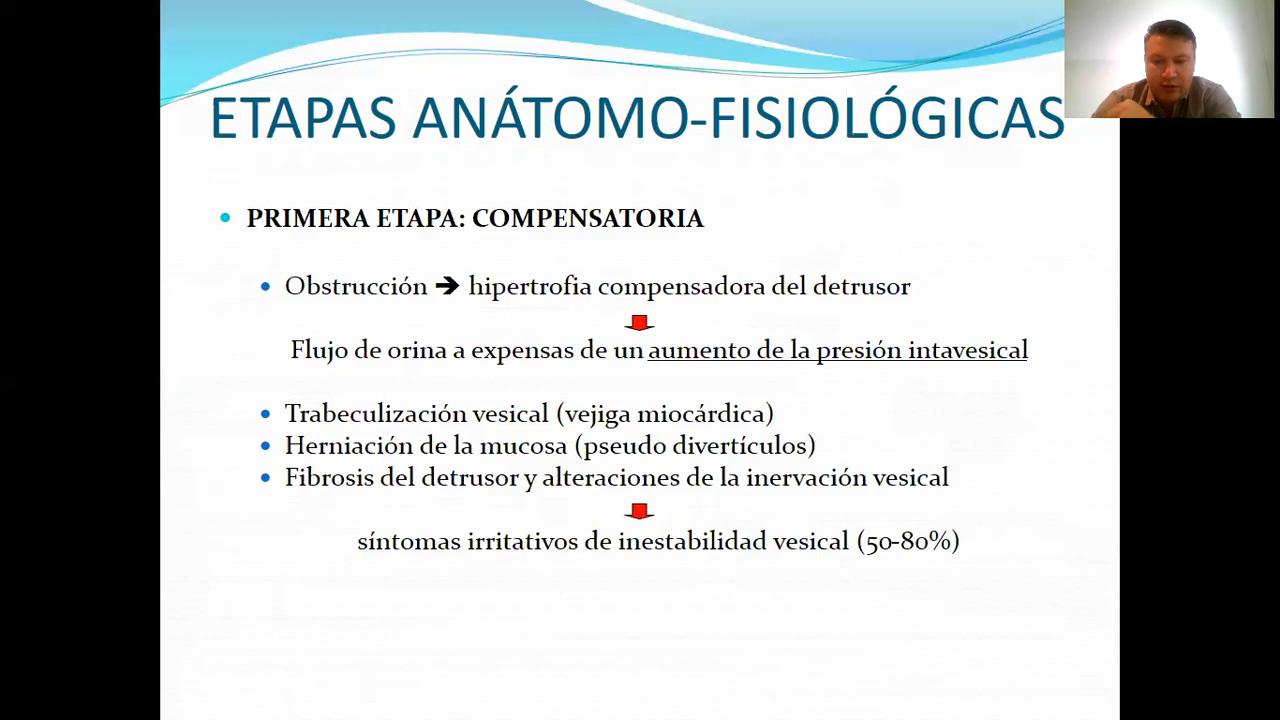 ETAPAS ANÁTOMO-FISIOLÓGICAS
• PRIMERA ETAPA: COMPENSATORIA
• Obstrucción ➔ hipertrofia compensadora del detrusor
Flujo de orina a expensas de un aumento de la presión intavesical
• Trabeculización vesical (vejiga miocárdica)
• Herniación de la mucosa (pseudo divertículos)
• Fibrosis del detrusor y alteraciones de la inervación vesical
síntomas irritativos de inestabilidad vesical (50-80%)